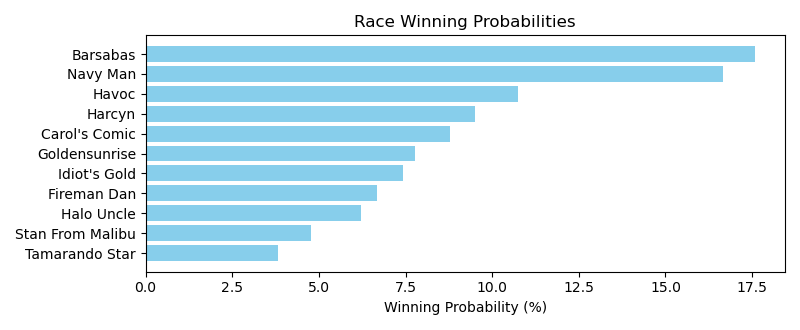 Race Winning Probabilities
Barsabas
Navy Man
Havoc
Harcyn
Carol's Comic
Goldensunrise
Idiot's Gold
Fireman Dan
Halo Uncle
Stan From Malibu
Tamarando Star
0.0 2.5 5.0 7.5 10.0 12.5 15.0 17.5
Winning Probability (%)